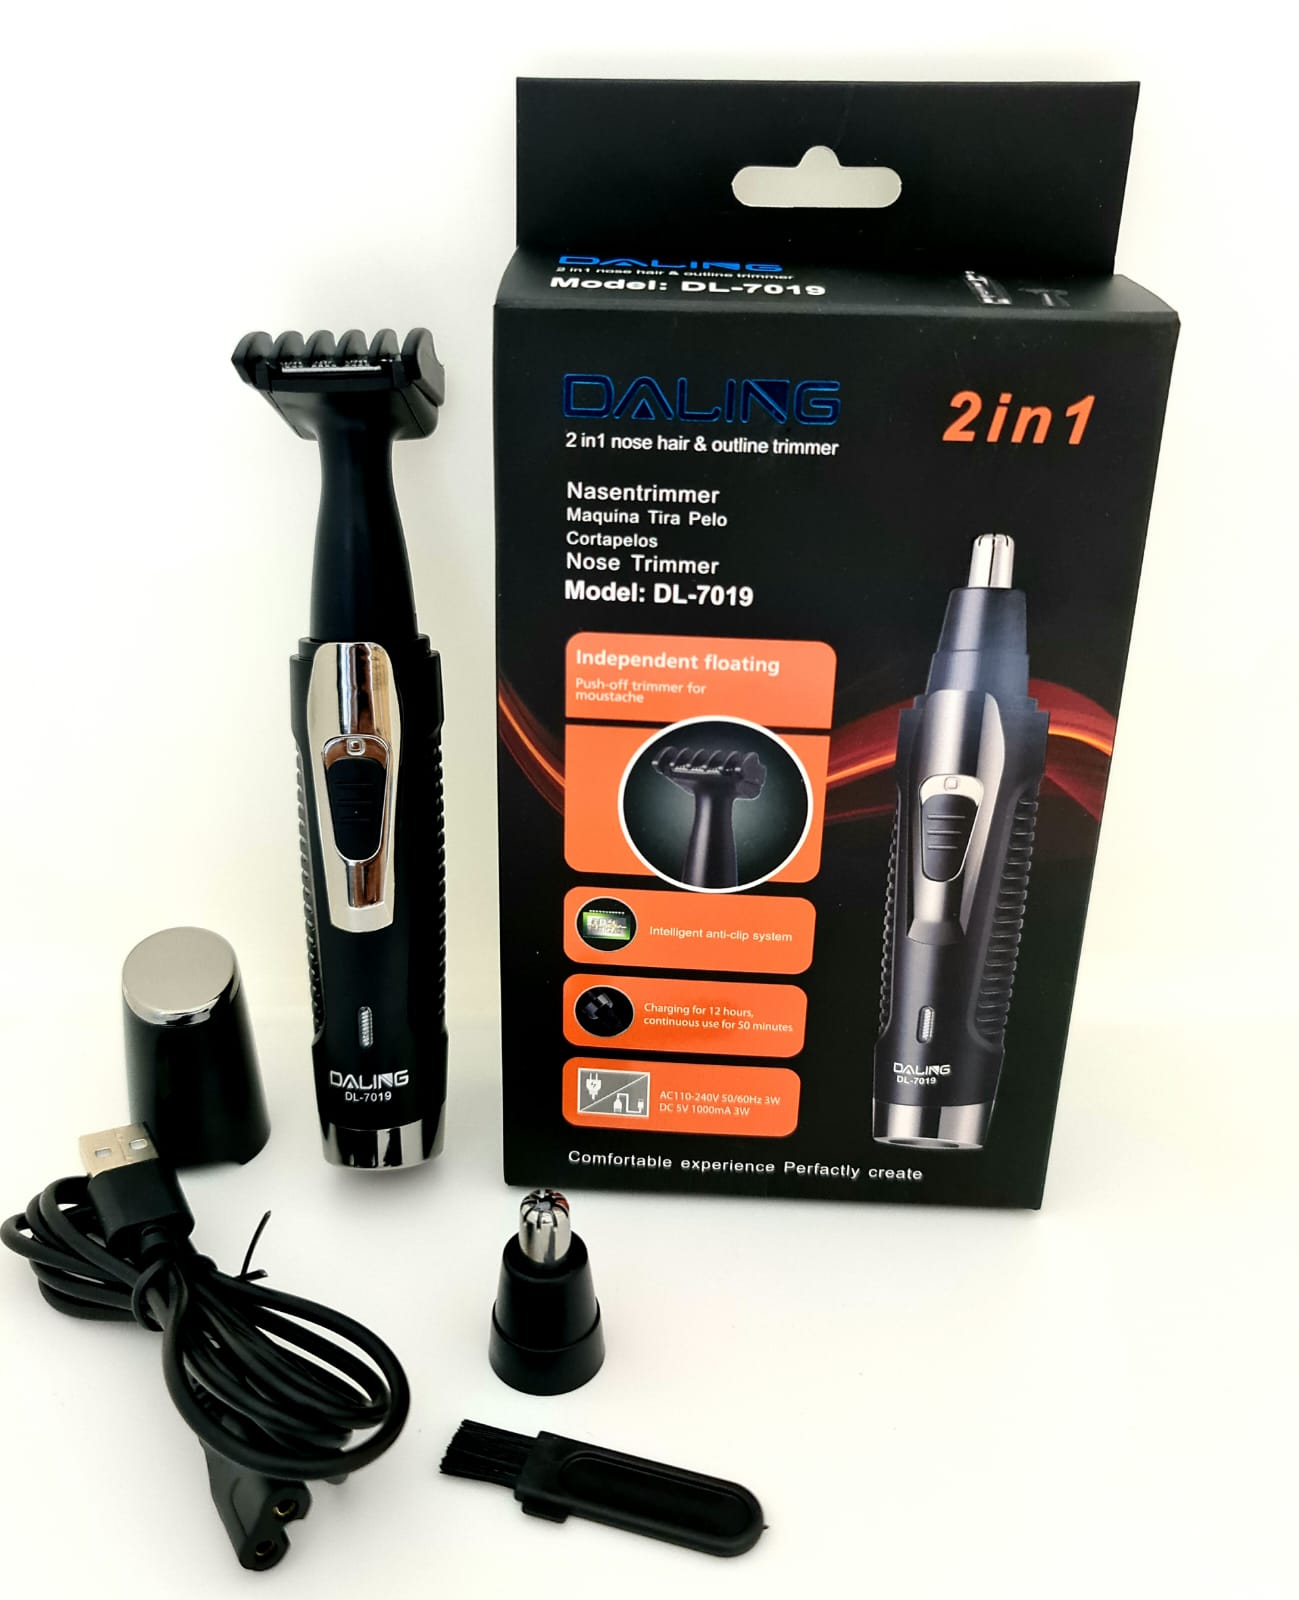 DALING
2 in1 nose hair & outline trimmer
Model: DL-7019
DALING
2 in1 nose hair & outline trimmer
2in1
Nasentrimmer
Maquina Tira Pelo
Cortapelos
Nose Trimmer
Model: DL-7019
Independent floating
Push-off trimmer for
moustache
Intelligent anti-clip system
Charging for 12 hours,
continuous use for 50 minutes
AC110-240V 50/60Hz 3W
DC 5V 1000mA 3W
Comfortable experience Perfactly create
DALING
DL-7019
DALING
DL-7019